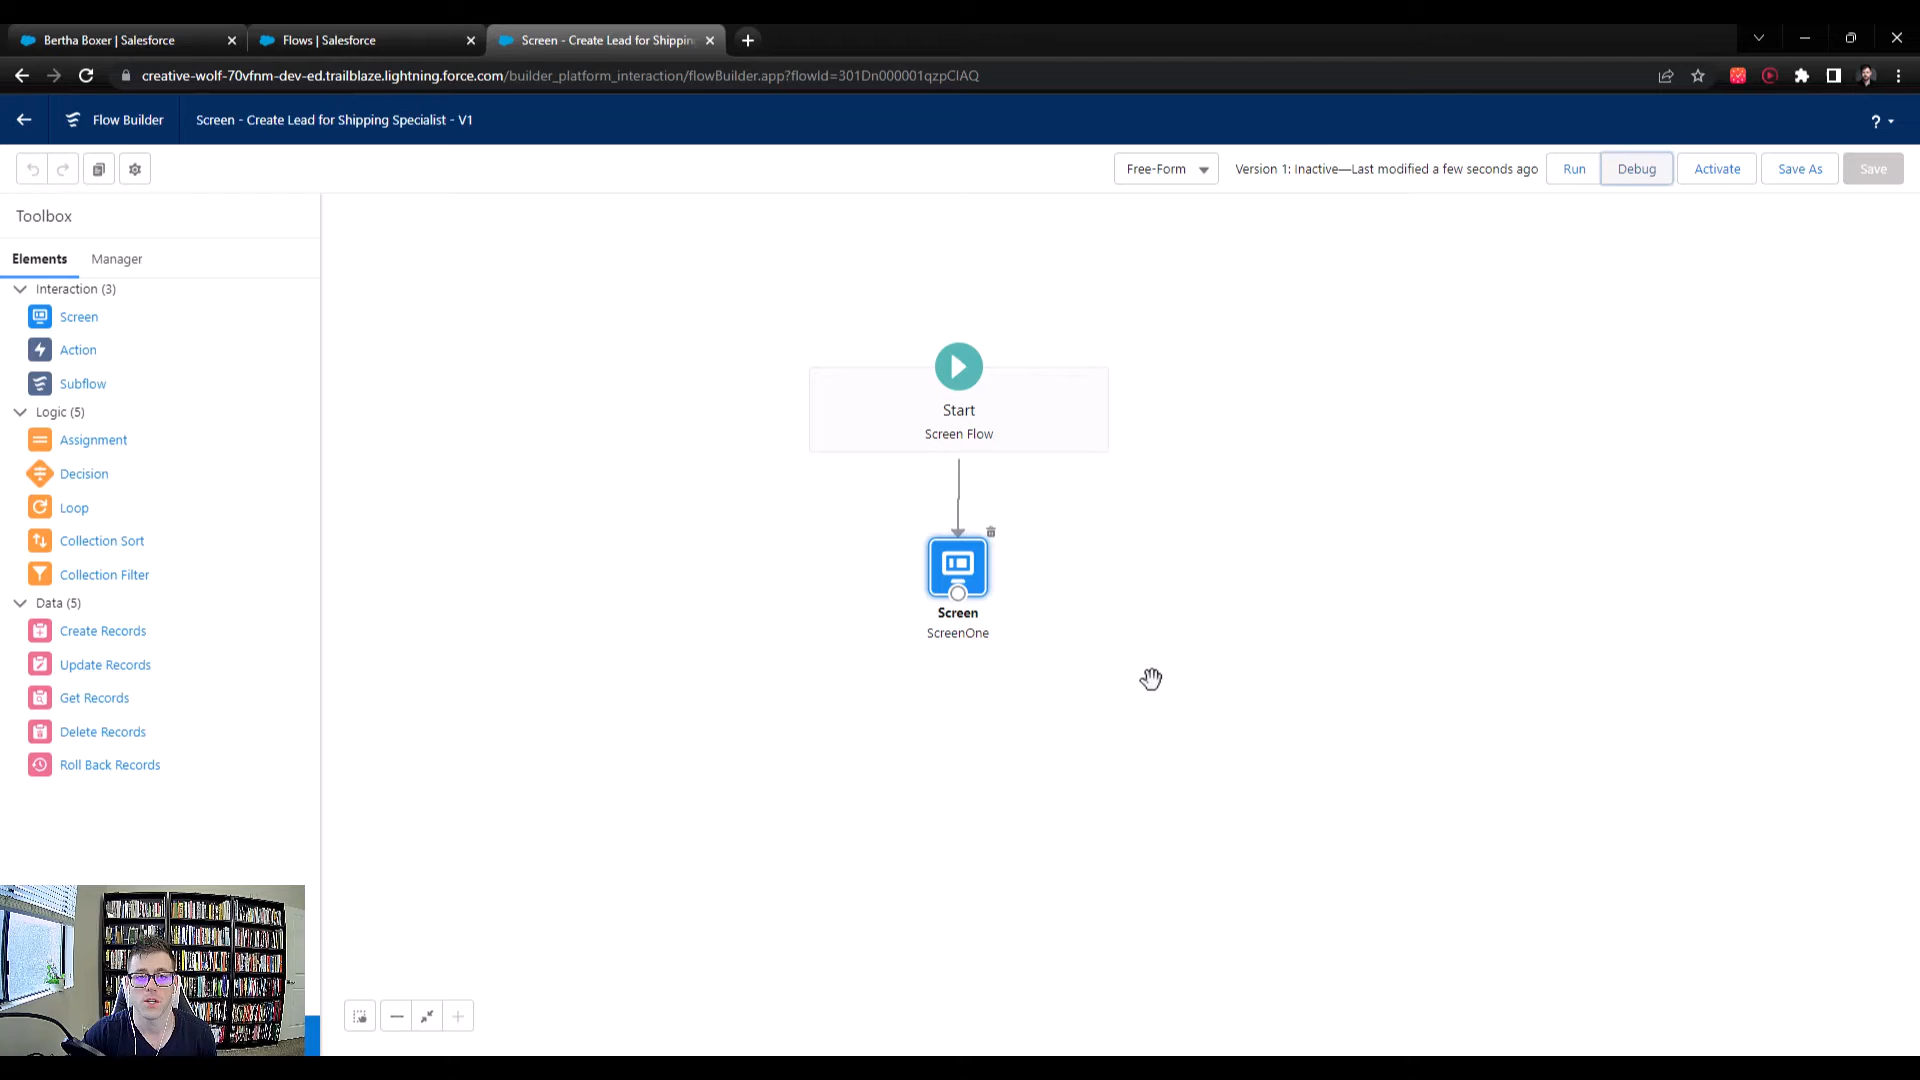 Bertha Boxer | Salesforce
Flows | Salesforce
Screen - Create Lead for Shippin
creative-wolf-70vfnm-dev-ed.trailblaze.lightning.force.com/builder_platform_interaction/flowBuilder.app?flowId=301Dn000001qzpCIAQ
Flow Builder
Screen - Create Lead for Shipping Specialist - V1
?
Free-Form
Version 1: Inactive—Last modified a few seconds ago
Run
Debug
Activate
Save As
Save
Toolbox
Elements
Manager
Interaction (3)
Screen
Action
Subflow
Logic (5)
Assignment
Decision
Loop
Collection Sort
Collection Filter
Data (5)
Create Records
Update Records
Get Records
Delete Records
Roll Back Records
Start
Screen Flow
Screen
ScreenOne